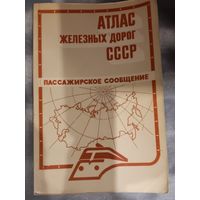 АТЛАС
ЖЕЛЕЗНЫХ ДОРОГ
СССР
ПАССАЖИРСКОЕ СООБЩЕНИЕ